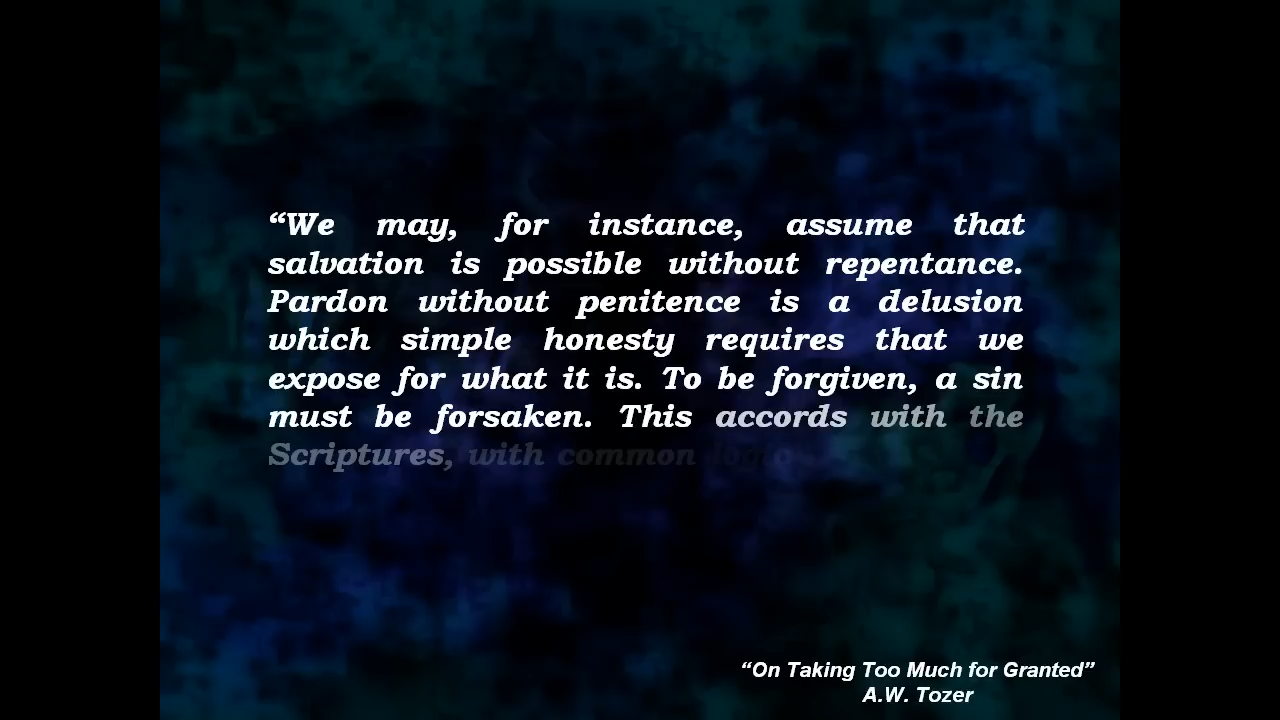 “We may, for instance, assume that
salvation is possible without repentance.
Pardon without penitence is a delusion
which simple honesty requires that we
expose for what it is. To be forgiven, a sin
must be forsaken. This accords with the
Scriptures, with common logic
“On Taking Too Much for Granted”
A.W. Tozer